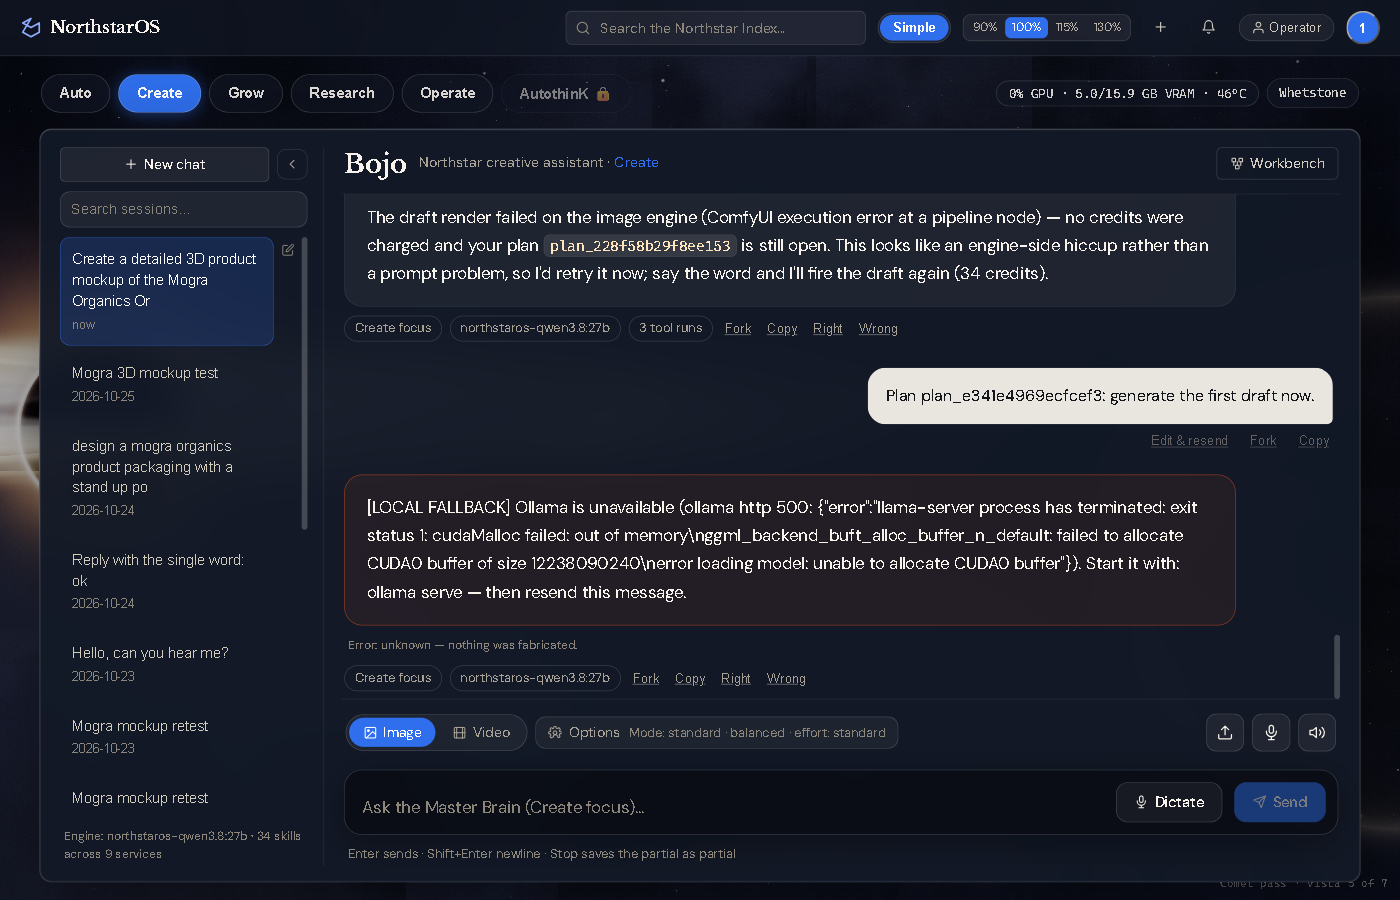 NorthstarOS
Search the Northstar Index...
Simple
90% 100% 115% 130%
+
Operator
1
Auto
Create
Grow
Research
Operate
AutothinK
0% GPU · 5.0/15.9 GB VRAM · 46°C
Whetstone
+ New chat
Search sessions...
Create a detailed 3D product
mockup of the Mogra
Organics Or
now
Mogra 3D mockup test
2026-10-25
design a mogra organics
product packaging with a
stand up po
2026-10-24
Reply with the single word:
ok
2026-10-24
Hello, can you hear me?
2026-10-23
Mogra mockup retest
2026-10-23
Mogra mockup retest
Engine: northstaros-qwen3.8:27b · 34 skills
across 9 services
Bojo
Northstar creative assistant · Create
Workbench
The draft render failed on the image engine (ComfyUI execution error at a pipeline node) — no credits were
charged and your plan plan_228f58b29f8ee153 is still open. This looks like an engine-side hiccup rather than
a prompt problem, so I'd retry it now; say the word and I'll fire the draft again (34 credits).
Create focus northstaros-qwen3.8:27b 3 tool runs Fork Copy Right Wrong
Plan plan_e341e4969ecfcef3: generate the first draft now.
Edit & resend Fork Copy
[LOCAL FALLBACK] Ollama is unavailable (ollama http 500: {"error":"llama-server process has terminated: exit
status 1: cudaMalloc failed: out of memory\nggml_backend_buft_alloc_buffer_n_default: failed to allocate
CUDA0 buffer of size 12238090240\nerror loading model: unable to allocate CUDA0 buffer"}). Start it with:
ollama serve — then resend this message.
Error: unknown — nothing was fabricated.
Create focus northstaros-qwen3.8:27b Fork Copy Right Wrong
Image
Video
Options Mode: standard · balanced · effort: standard
Ask the Master Brain (Create focus)...
Dictate
Send
Enter sends · Shift+Enter newline · Stop saves the partial as partial
Comet pass · Vista 5 of 7